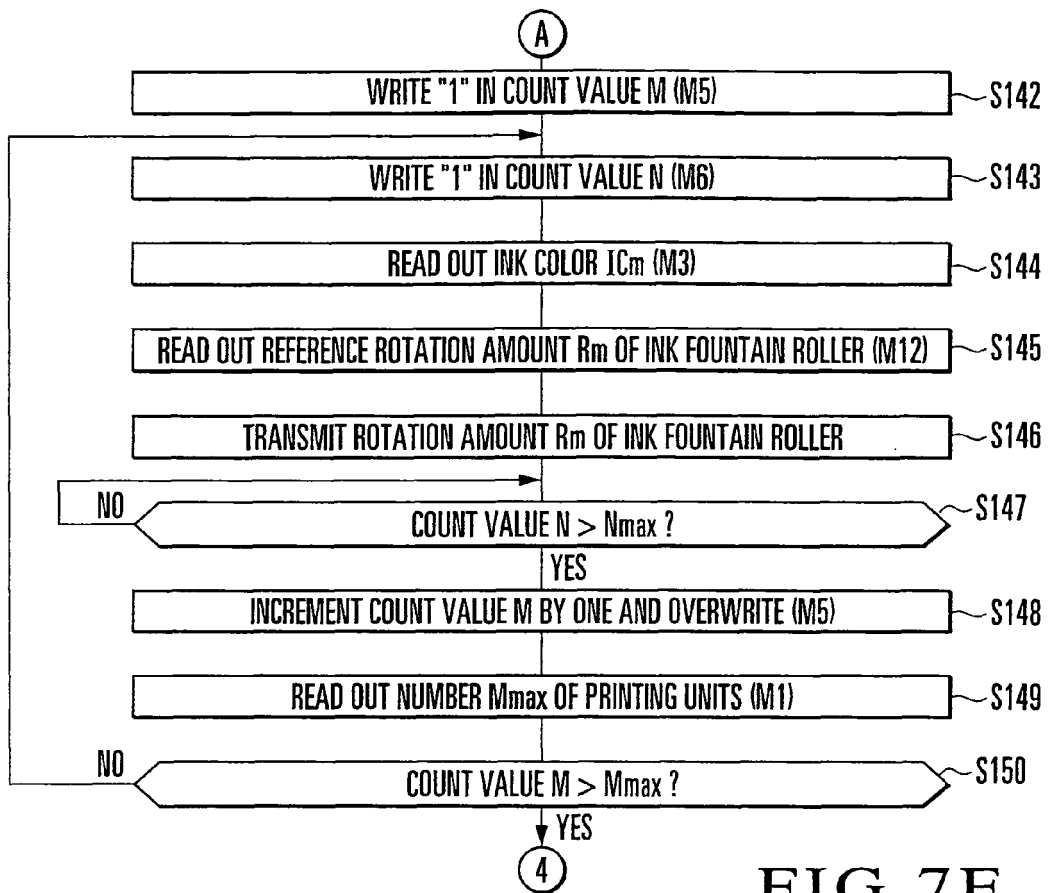 A
WRITE "1" IN COUNT VALUE M (M5)
S142
WRITE "1" IN COUNT VALUE N (M6)
S143
READ OUT INK COLOR ICm (M3)
S144
READ OUT REFERENCE ROTATION AMOUNT Rm OF INK FOUNTAIN ROLLER (M12)
S145
TRANSMIT ROTATION AMOUNT Rm OF INK FOUNTAIN ROLLER
S146
NO
COUNT VALUE N > Nmax ?
S147
YES
INCREMENT COUNT VALUE M BY ONE AND OVERWRITE (M5)
S148
READ OUT NUMBER Mmax OF PRINTING UNITS (M1)
S149
NO
COUNT VALUE M > Mmax ?
S150
YES
4